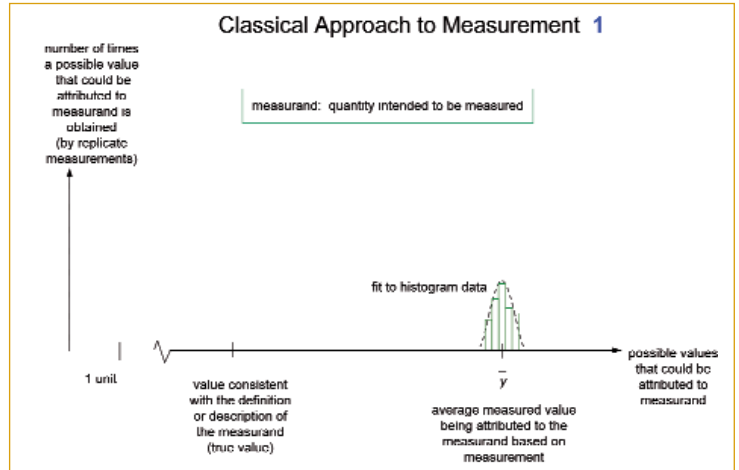 Classical Approach to Measurement 1
number of times
a possible value
that could be
attributed to
measurand is
obtained
(by replicate
measurements)
measurand: quantity intended to be measured
fit to histogram data
1 unit
value consistent
with the definition
or description of
the measurand
(true value)
y
average measured value
being attributed to the
measurand based on
measurement
possible values
that could be
attributed to
measurand